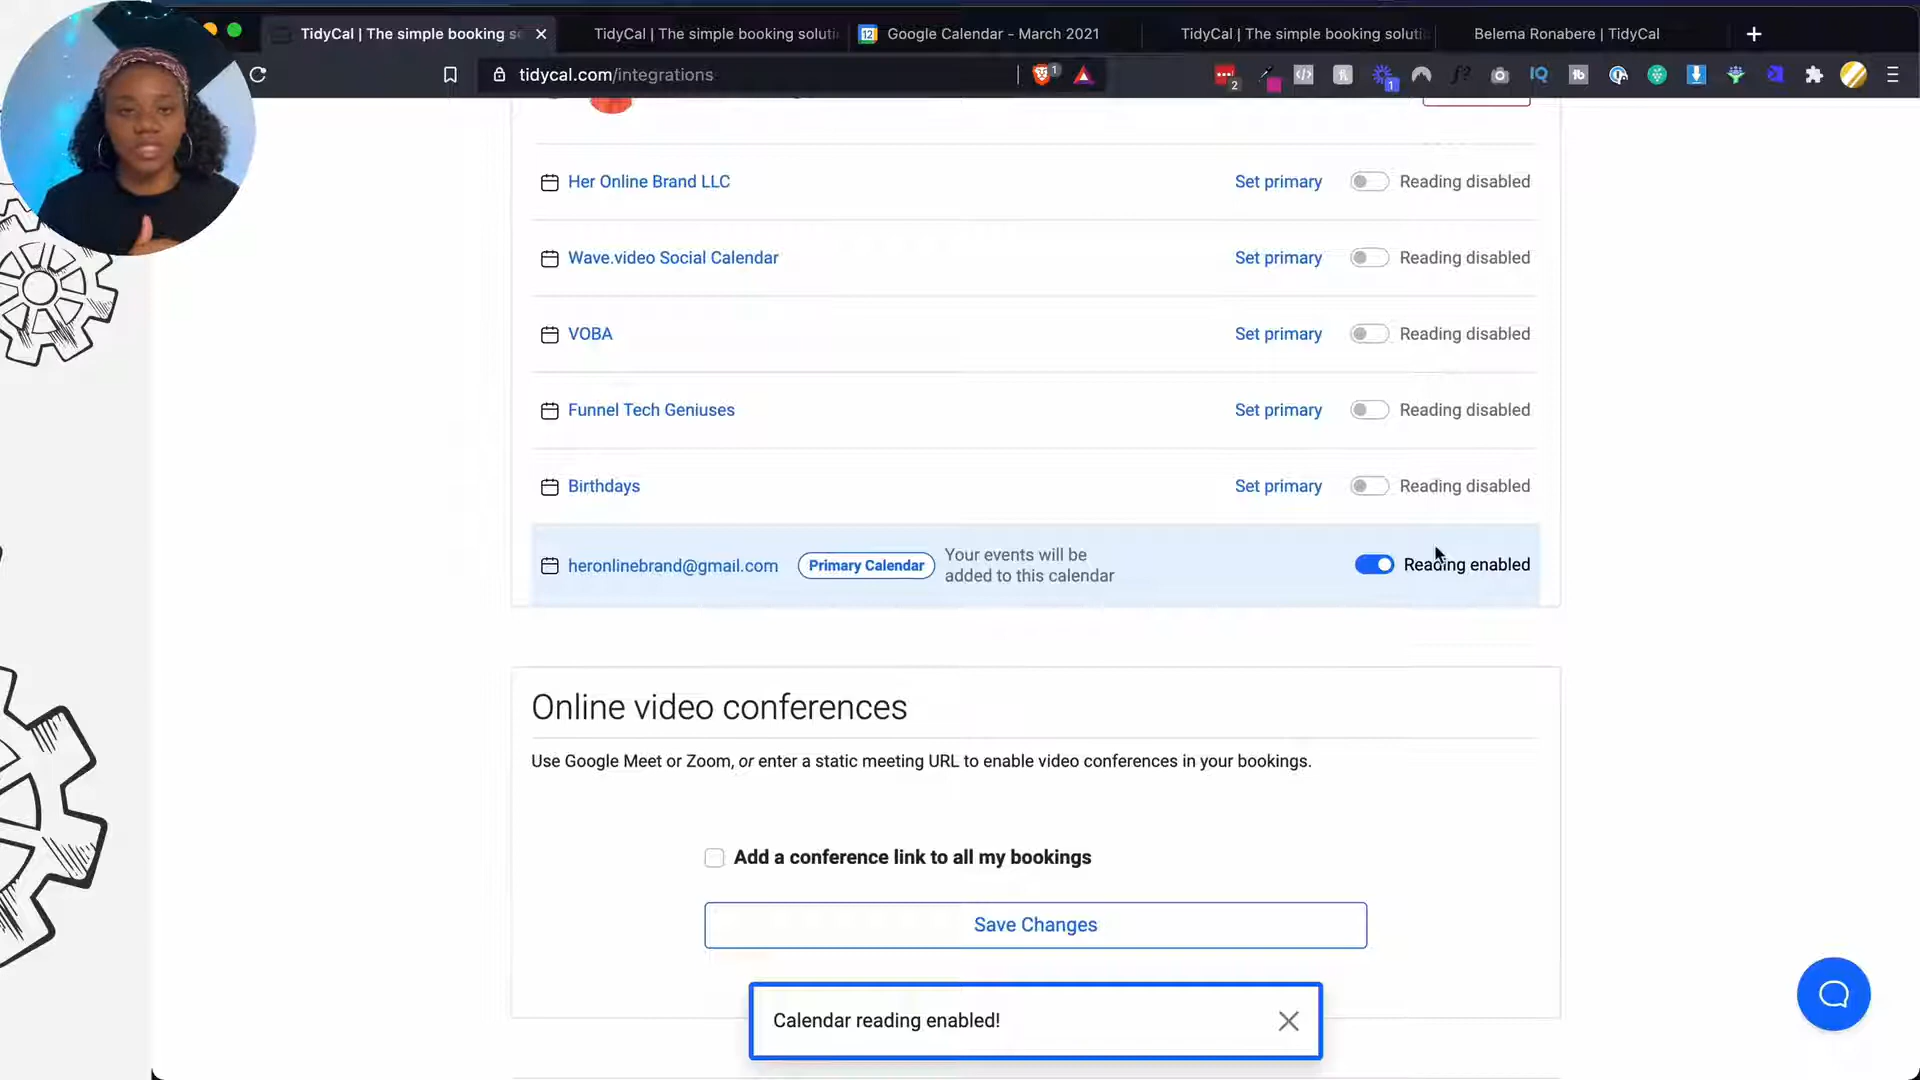 TidyCal | The simple booking s
TidyCal | The simple booking soluti
Google Calendar - March 2021
TidyCal | The simple booking soluti
Belema Ronabere | TidyCal
tidycal.com/integrations
Her Online Brand LLC Set primary Reading disabled
Wave.video Social Calendar Set primary Reading disabled
VOBA Set primary Reading disabled
Funnel Tech Geniuses Set primary Reading disabled
Birthdays Set primary Reading disabled
heronlinebrand@gmail.com Primary Calendar Your events will be
added to this calendar Reading enabled
Online video conferences
Use Google Meet or Zoom, or enter a static meeting URL to enable video conferences in your bookings.
Add a conference link to all my bookings
Save Changes
Calendar reading enabled!